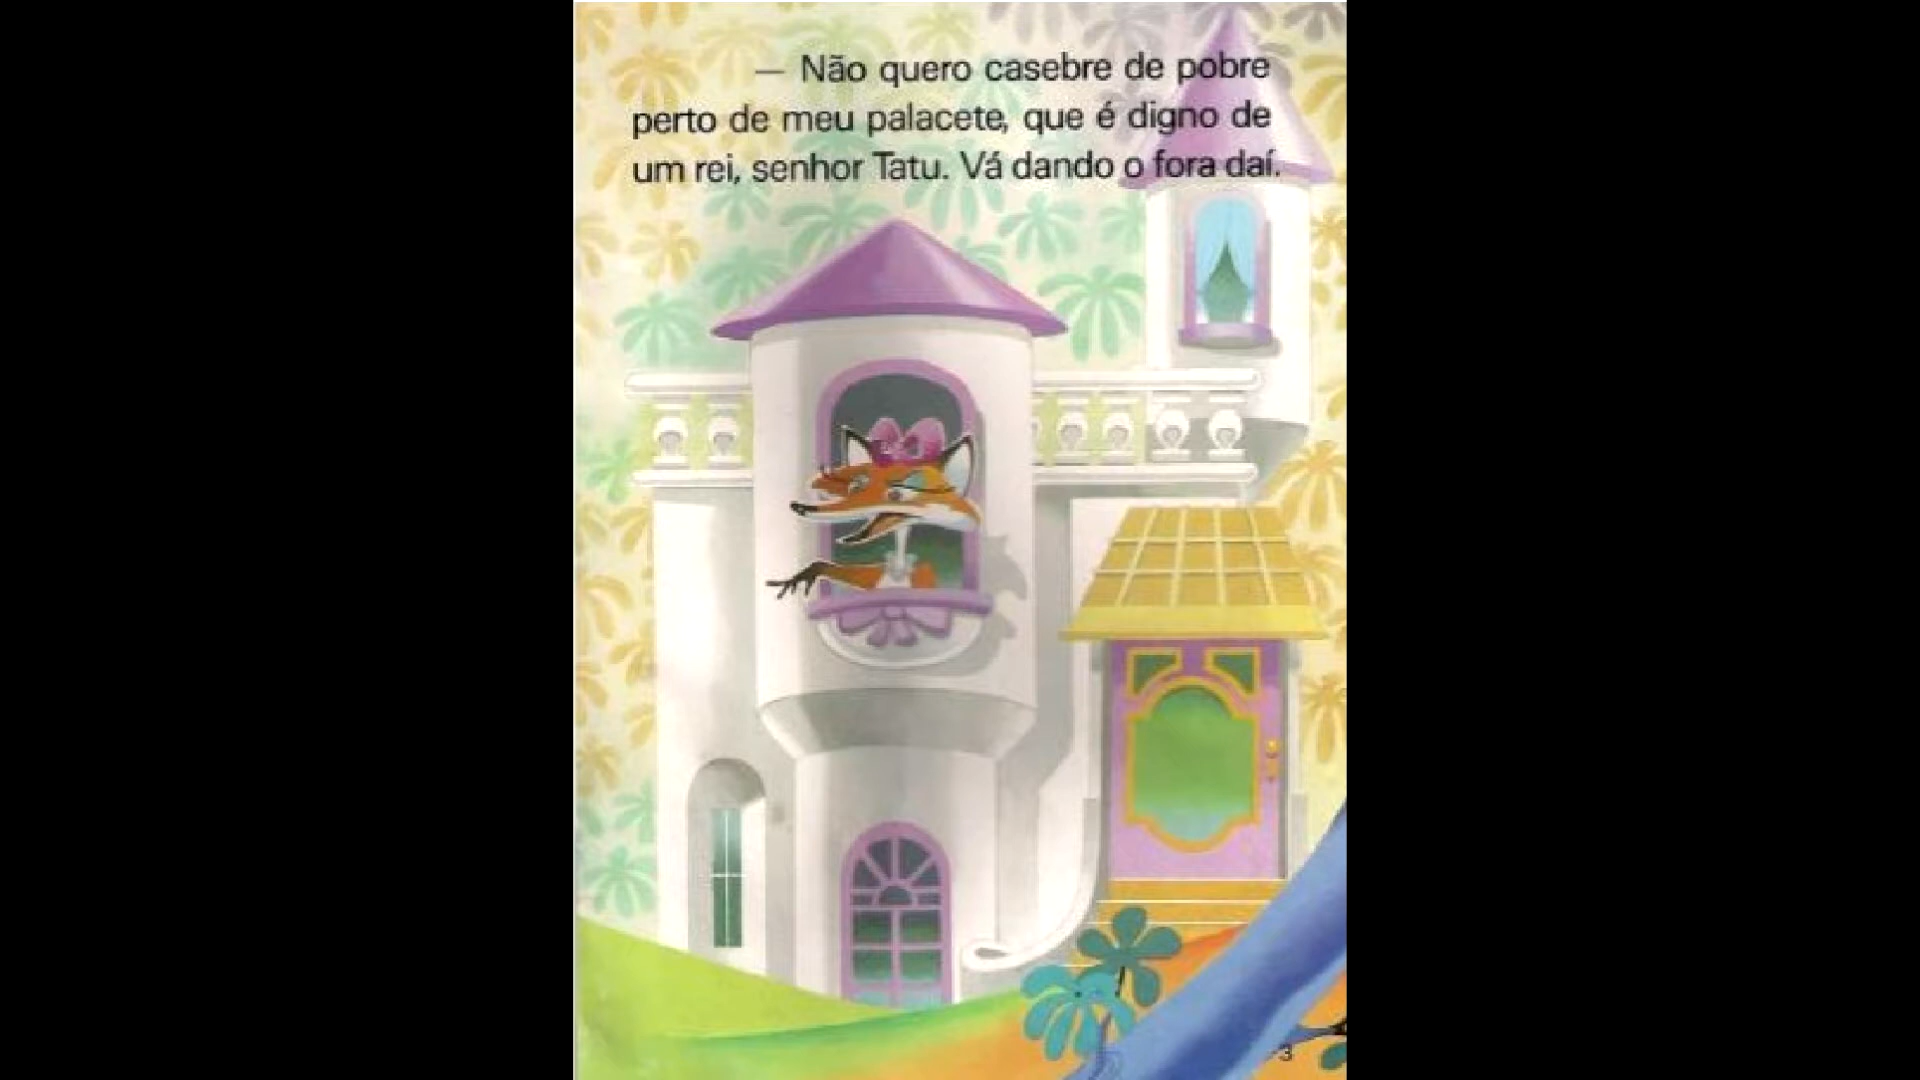 — Não quero casebre de pobre
perto de meu palacete, que é digno de
um rei, senhor Tatu. Vá dando o fora daí.
3